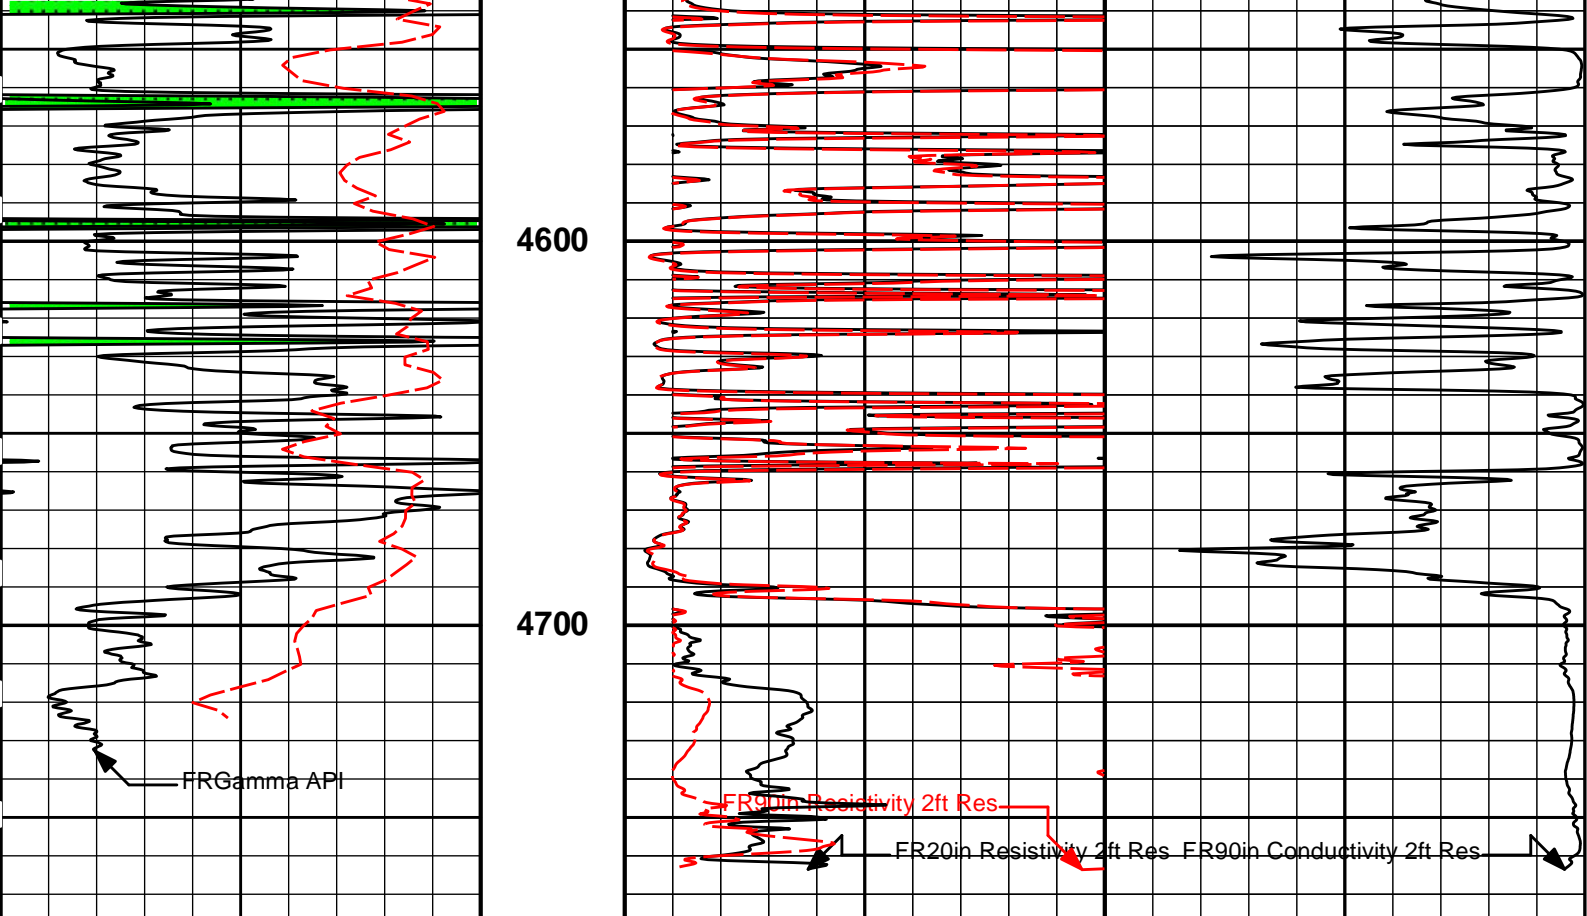 4600
4700
FRGamma API
FR90in Resistivity 2ft Res
FR20in Resistivity 2ft Res
FR90in Conductivity 2ft Res